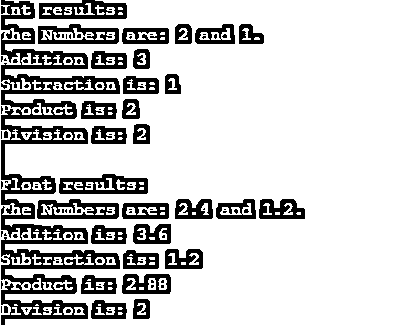 Int results:
The Numbers are: 2 and 1.
Addition is: 3
Subtraction is: 1
Product is: 2
Division is: 2
Float results:
The Numbers are: 2.4 and 1.2.
Addition is: 3.6
Subtraction is: 1.2
Product is: 2.88
Division is: 2